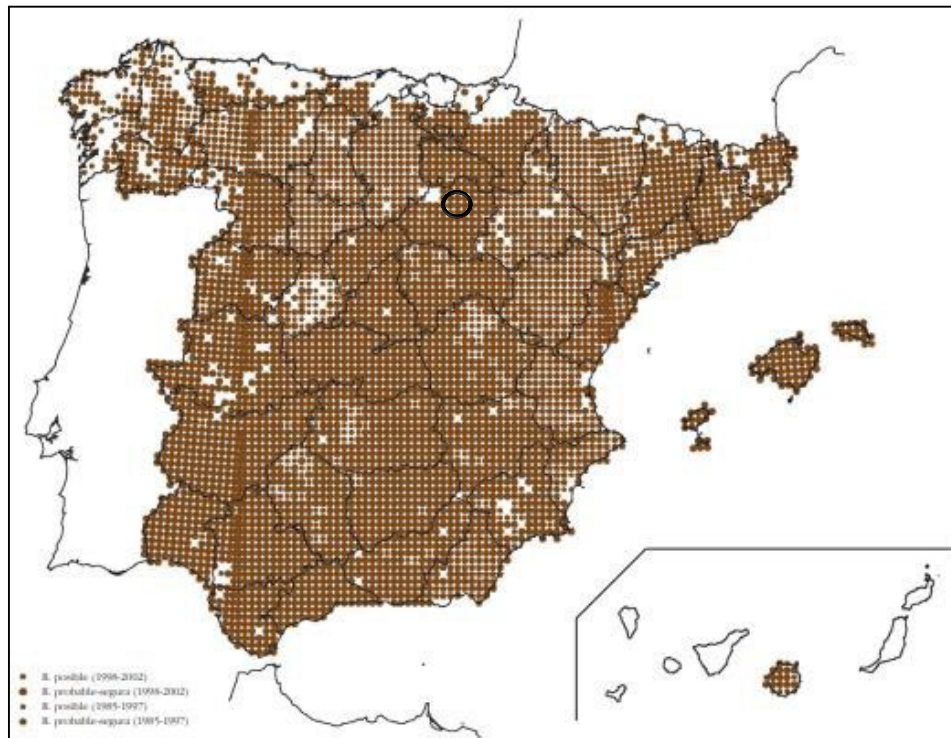 R. posible (1998-2002)
R. probable-segura (1998-2002)
R. posible (1985-1997)
R. probable-segura (1985-1997)